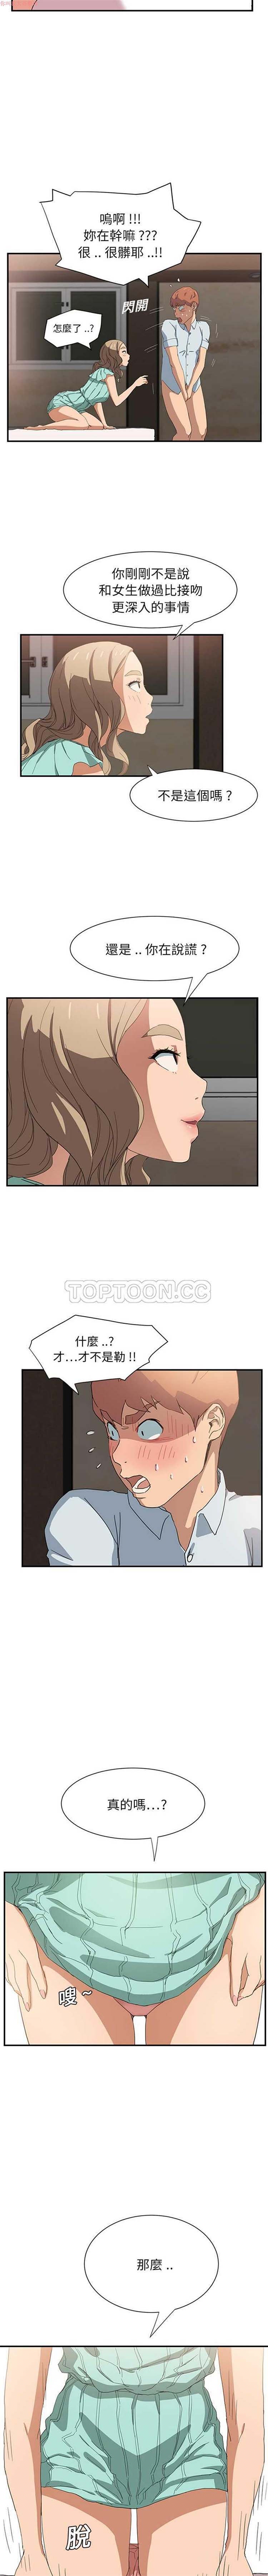 嗚啊!!!
妳在幹嘛???
很..很髒耶..!!
閃開
怎麼了..?
你剛剛不是說
和女生做過比接吻
更深入的事情
不是這個嗎?
還是..你在說謊?
TOPTOON.CC
什麼..?
才...才不是勒!!
真的嗎...?
嗖~
那麼..
脫